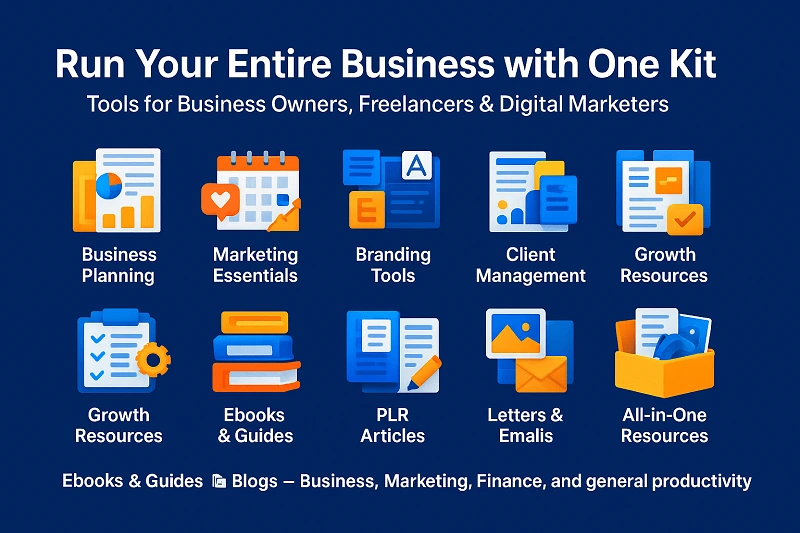 Run Your Entire Business with One Kit
Tools for Business Owners, Freelancers & Digital Marketers
A
E
Business
Planning
Marketing
Essentials
Branding
Tools
Client
Management
Growth
Resources
Growth
Resources
Ebooks
& Guides
PLR
Articles
Letters &
Emails
All-in-One
Resources
Ebooks & Guides Blogs – Business, Marketing, Finance, and general productivity